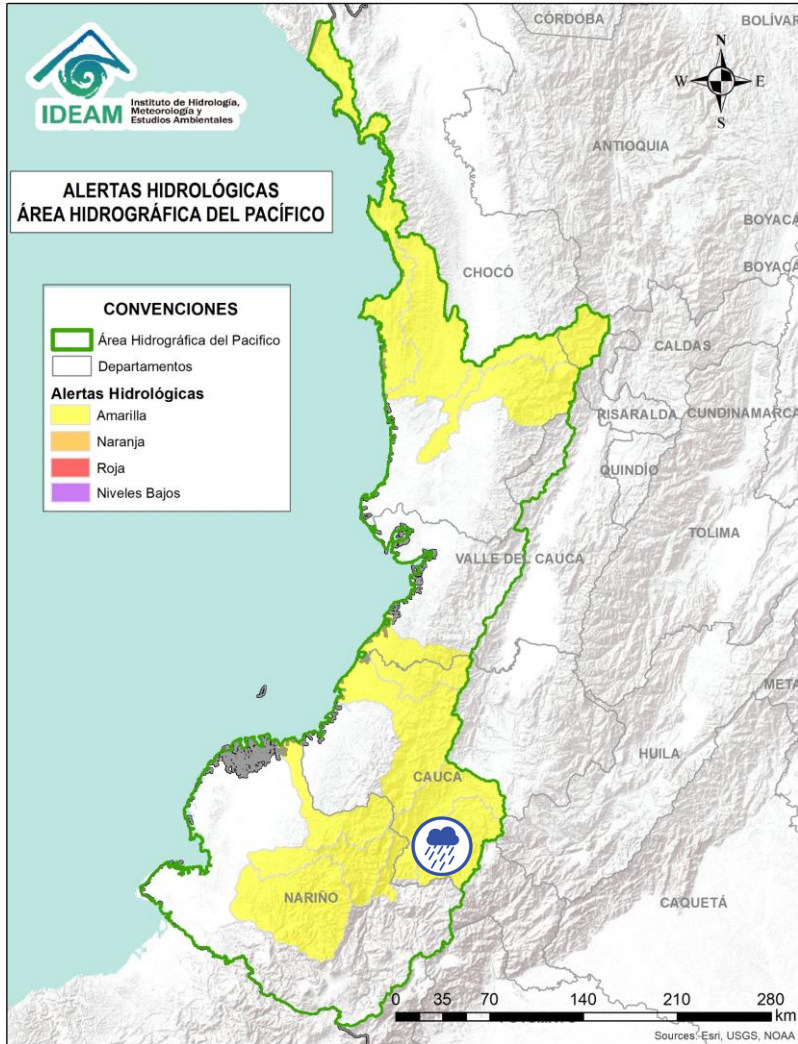 CÓRDOBA
BOLÍVAR
N
W
E
S
IDEAM
Instituto de Hidrología,
Meteorología y
Estudios Ambientales
ANTIOQUIA
ALERTAS HIDROLÓGICAS
ÁREA HIDROGRÁFICA DEL PACÍFICO
BOYACÁ
BOYACÁ
CHOCÓ
CONVENCIONES
Área Hidrográfica del Pacífico
Departamentos
Alertas Hidrológicas
Amarilla
Naranja
Roja
Niveles Bajos
CALDAS
RISARALDA
CUNDINAMARCA
QUINDÍO
TOLIMA
VALLE DEL CAUCA
META
HUILA
CAUCA
NARIÑO
CAQUETÁ
0 35 70 140 210 280
km
Sources: Esri, USGS, NOAA